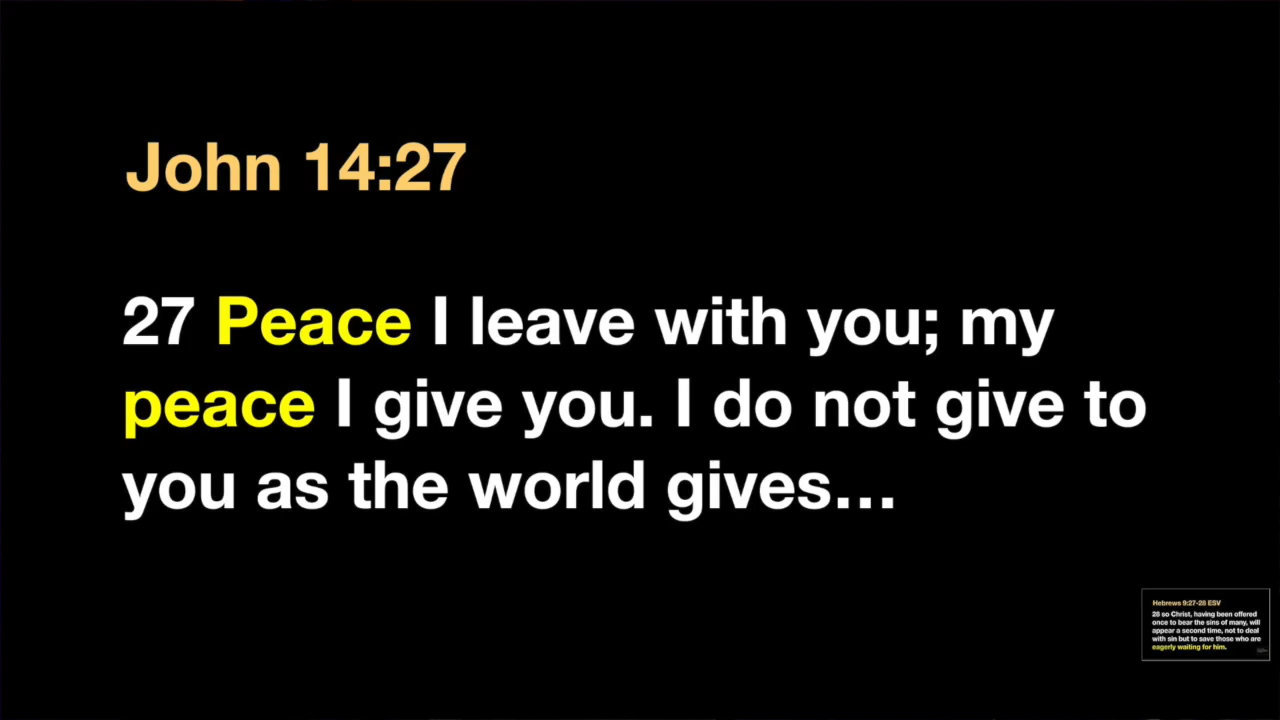 John 14:27
27 Peace I leave with you; my
peace I give you. I do not give to
you as the world gives...
Hebrews 9:27-28 ESV
28 so Christ, having been offered
once to bear the sins of many, will
appear a second time, not to deal
with sin but to save those who are
eagerly waiting for him.